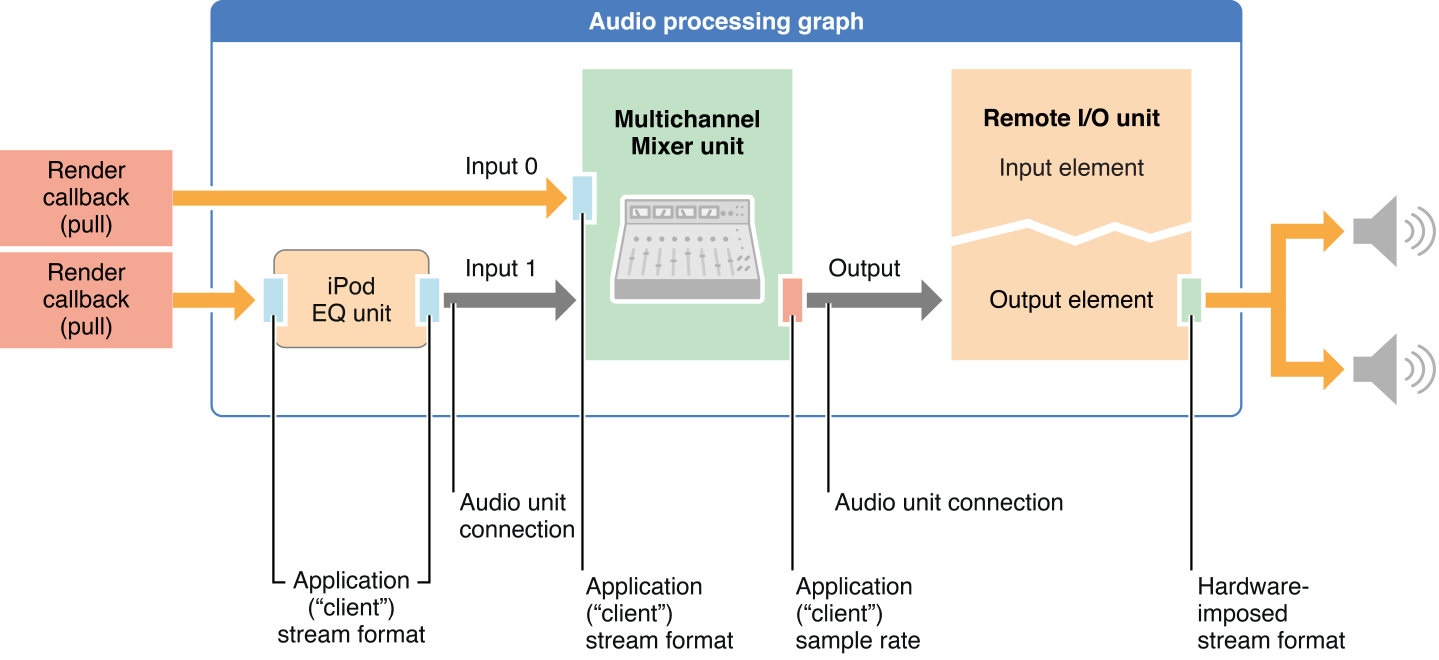 Audio processing graph
Render
callback
(pull)
Input 0
Multichannel
Mixer unit
Remote I/O unit
Input element
Render
callback
(pull)
iPod
EQ unit
Input 1
Output
Output element
Audio unit
connection
Audio unit connection
Application
(“client”)
stream format
Application
(“client”)
stream format
Application
(“client”)
sample rate
Hardware-
imposed
stream format